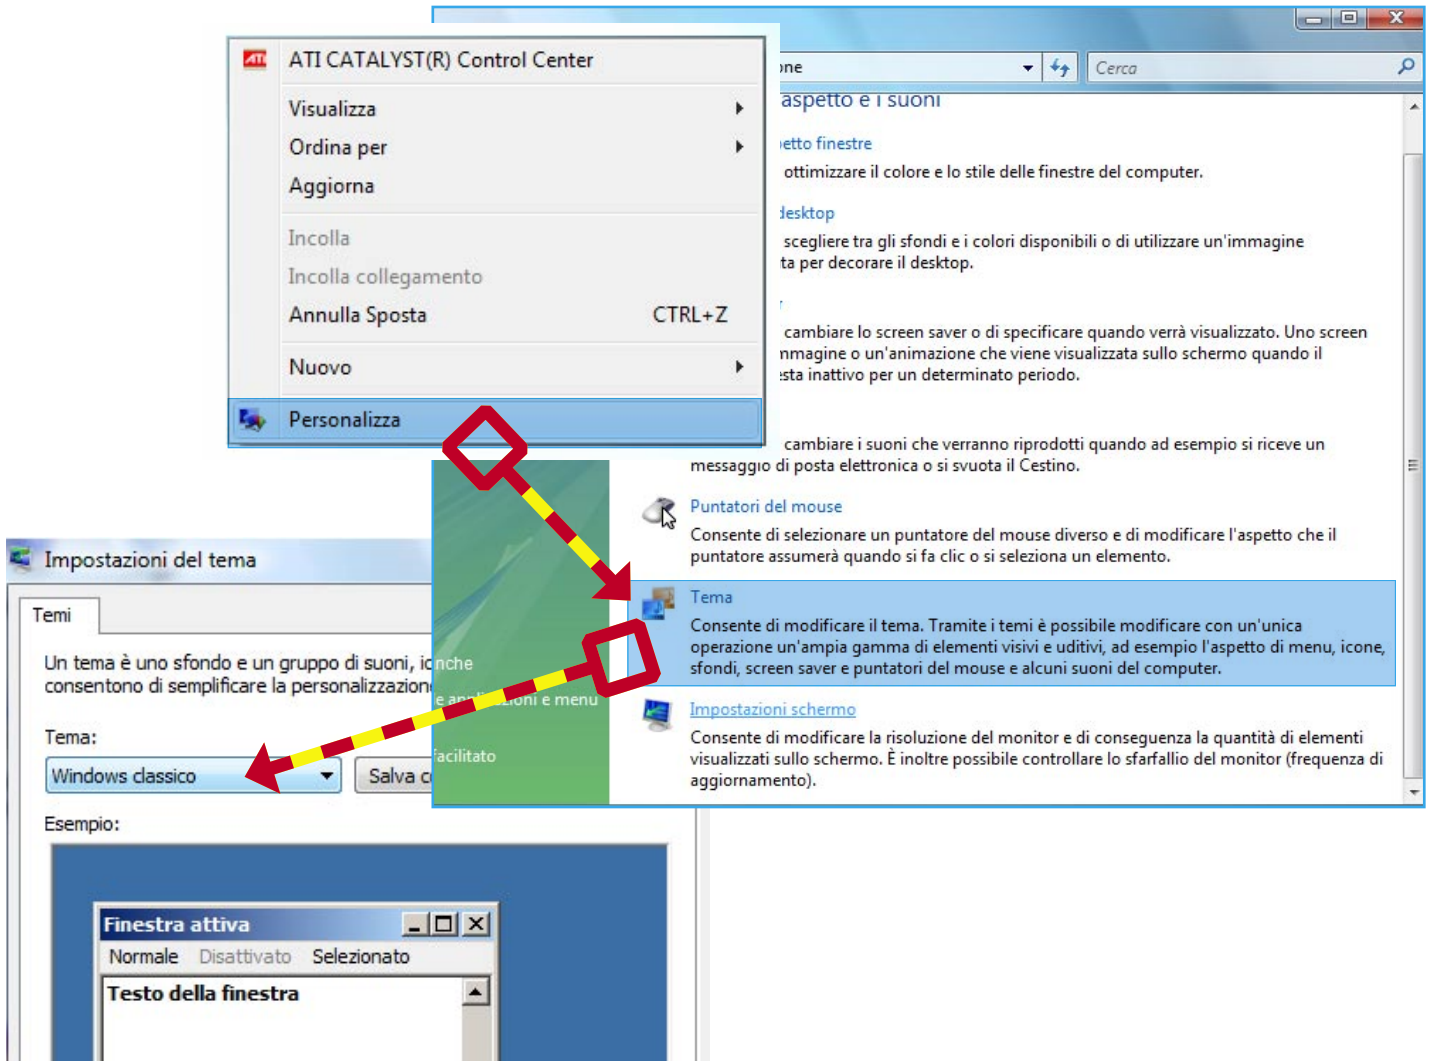 ATI
ATI CATALYST(R) Control Center
Visualizza
Ordina per
Aggiorna
Incolla
Incolla collegamento
Annulla Sposta CTRL+Z
Nuovo
Personalizza
one
Cerca
aspetto e i suoni
etto finestre
ottimizzare il colore e lo stile delle finestre del computer.
desktop
scegliere tra gli sfondi e i colori disponibili o di utilizzare un'immagine
ta per decorare il desktop.
r
cambiare lo screen saver o di specificare quando verrà visualizzato. Uno screen
mmagine o un'animazione che viene visualizzata sullo schermo quando il
esta inattivo per un determinato periodo.
cambiare i suoni che verranno riprodotti quando ad esempio si riceve un
messaggio di posta elettronica o si svuota il Cestino.
Puntatori del mouse
Consente di selezionare un puntatore del mouse diverso e di modificare l'aspetto che il
puntatore assumerà quando si fa clic o si seleziona un elemento.
Tema
Consente di modificare il tema. Tramite i temi è possibile modificare con un'unica
operazione un'ampia gamma di elementi visivi e uditivi, ad esempio l'aspetto di menu, icone,
sfondi, screen saver e puntatori del mouse e alcuni suoni del computer.
Impostazioni schermo
Consente di modificare la risoluzione del monitor e di conseguenza la quantità di elementi
visualizzati sullo schermo. È inoltre possibile controllare lo sfarfallio del monitor (frequenza di
aggiornamento).
nche
e applicazioni e menu
facilitato
Impostazioni del tema
Temi
Un tema è uno sfondo e un gruppo di suoni, ic
consentono di semplificare la personalizzazion
Tema:
Windows classico
Salva c
Esempio:
Finestra attiva
Normale Disattivato Selezionato
Testo della finestra